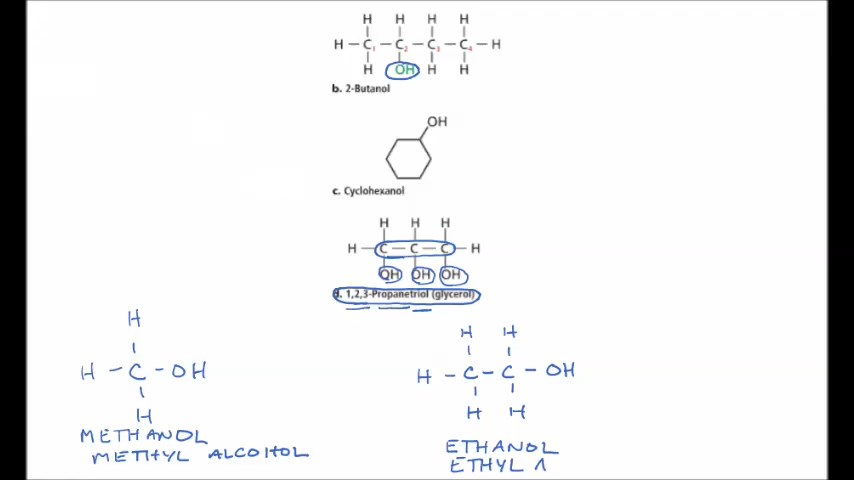 H H H H
H — C₁ — C₂ — C₃ — C₄ — H
H OH H H
b. 2-Butanol
OH
c. Cyclohexanol
H H H
H — C — C — C — H
OH OH OH
d. 1,2,3-Propanetriol (glycerol)
H
H - C - OH
H
METHANOL
METHYL ALCOHOL
H H
H - C - C - OH
H H
ETHANOL
ETHYL A